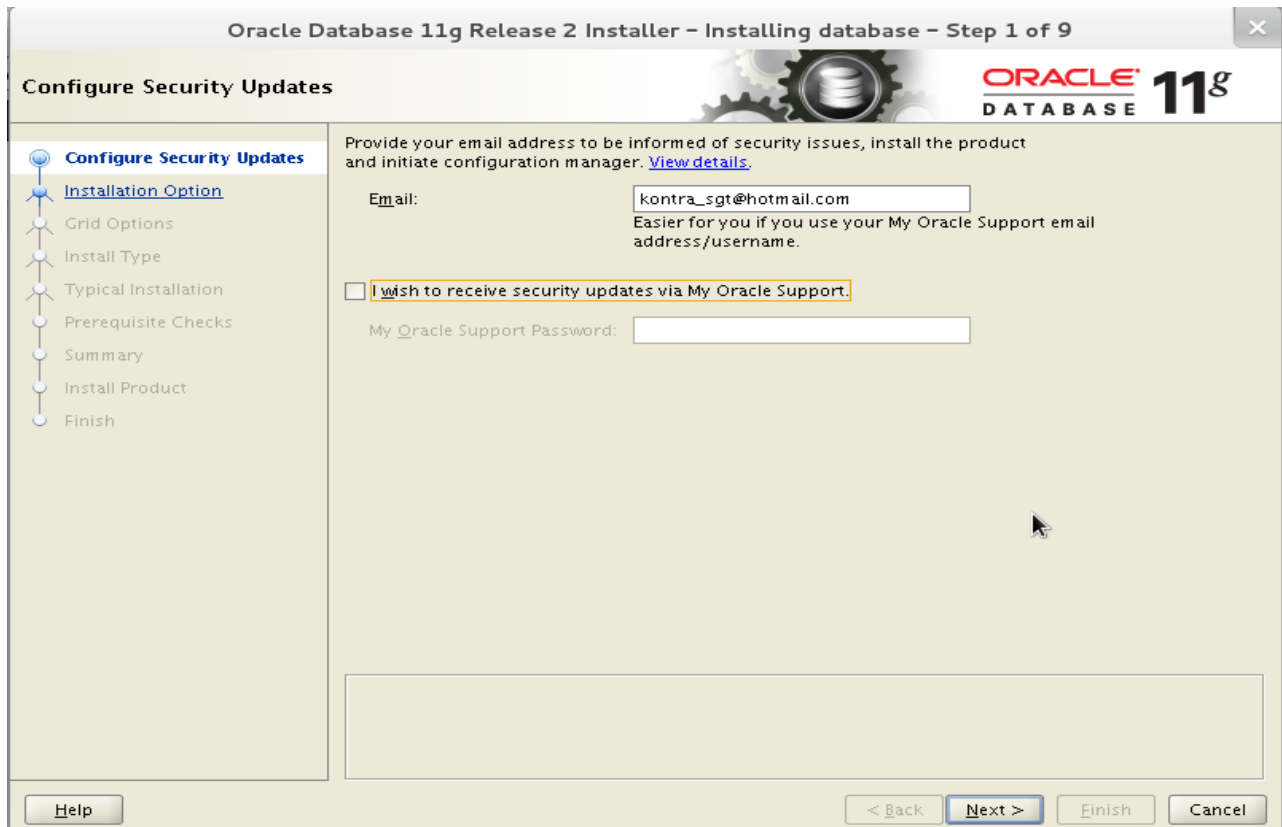 Oracle Database 11g Release 2 Installer - Installing database - Step 1 of 9
Configure Security Updates
ORACLE DATABASE 11g
Configure Security Updates
Installation Option
Grid Options
Install Type
Typical Installation
Prerequisite Checks
Summary
Install Product
Finish
Provide your email address to be informed of security issues, install the product
and initiate configuration manager. View details.
Email: kontra_sgt@hotmail.com
Easier for you if you use your My Oracle Support email
address/username.
I wish to receive security updates via My Oracle Support.
My Oracle Support Password:
Help < Back Next > Finish Cancel